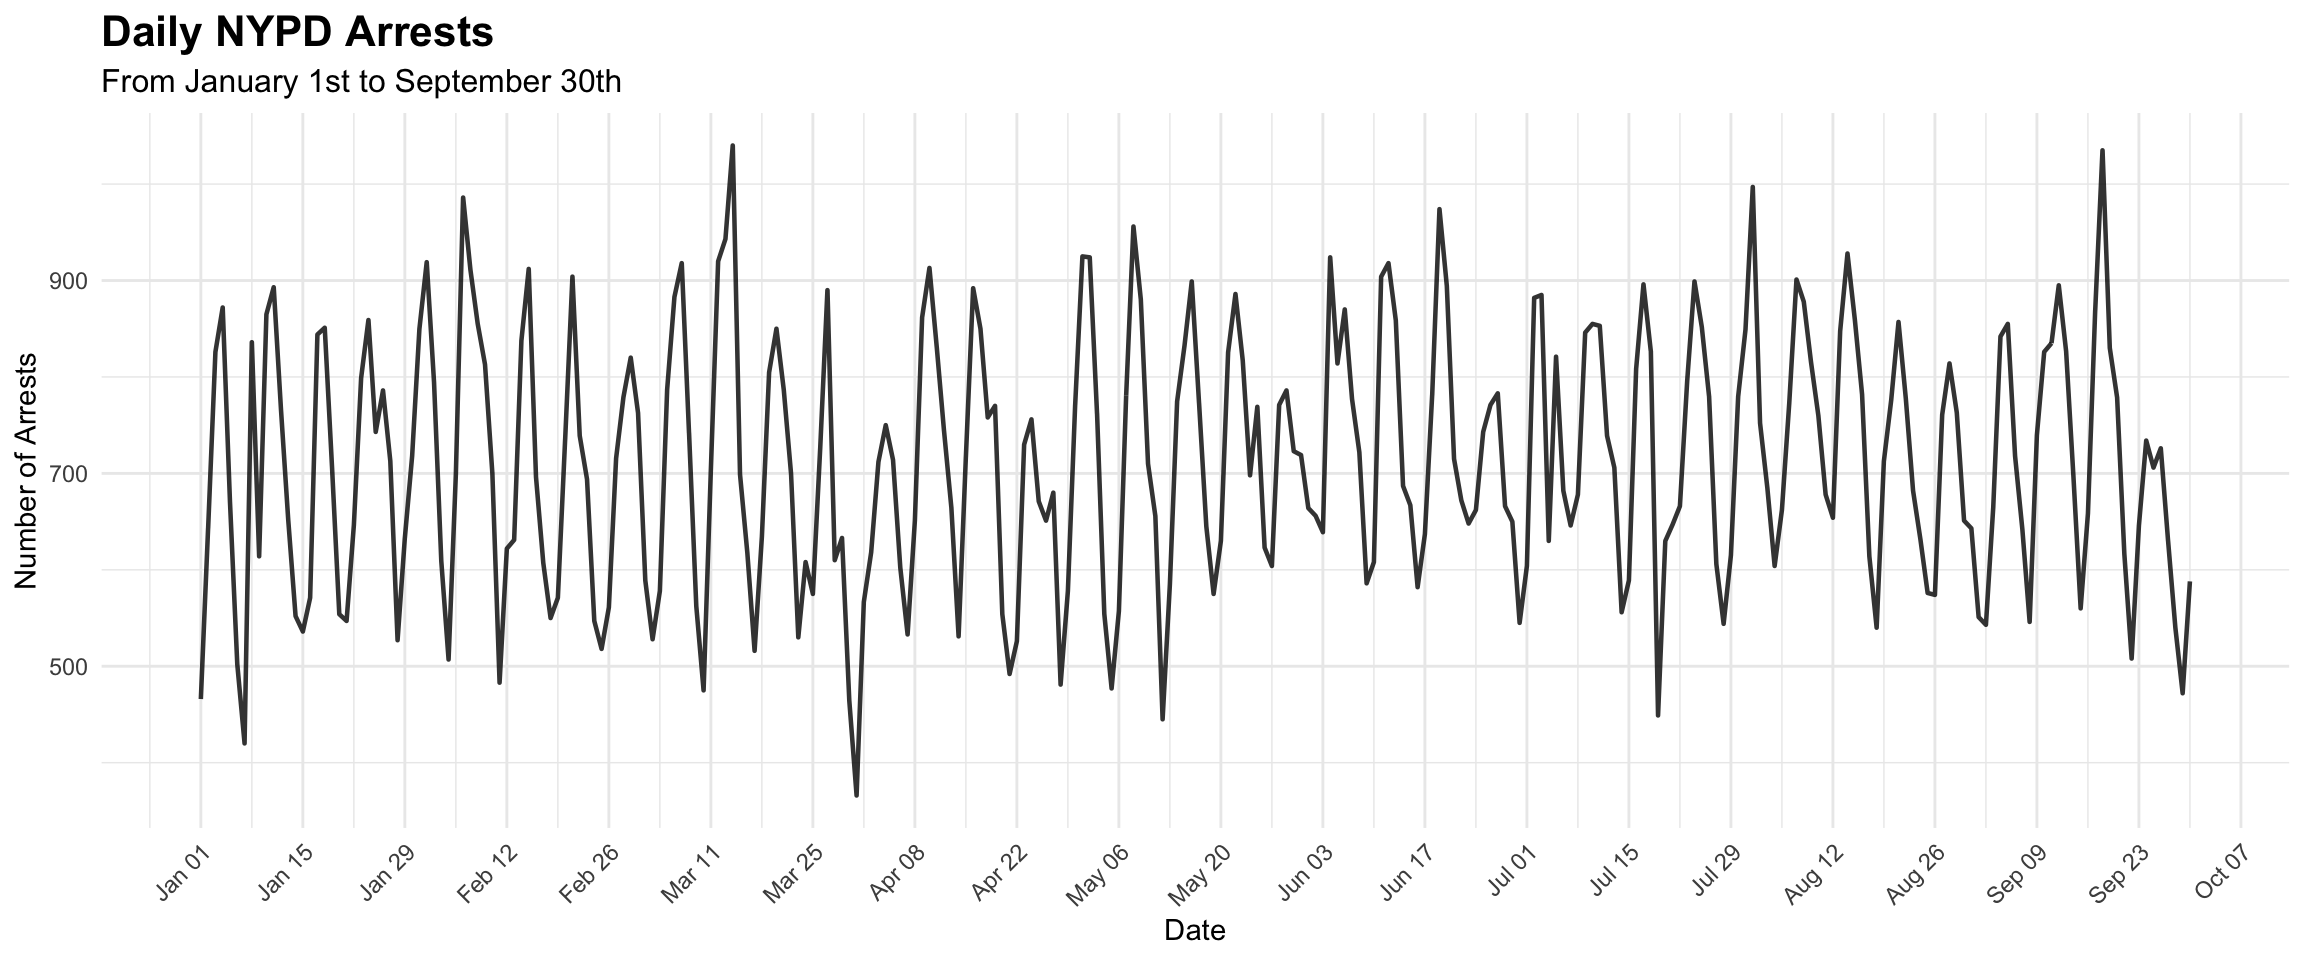 Daily NYPD Arrests
From January 1st to September 30th
Number of Arrests
900
700
500
Jan 01
Jan 15
Jan 29
Feb 12
Feb 26
Mar 11
Mar 25
Apr 08
Apr 22
May 06
May 20
Jun 03
Jun 17
Jul 01
Jul 15
Jul 29
Aug 12
Aug 26
Sep 09
Sep 23
Oct 07
Date